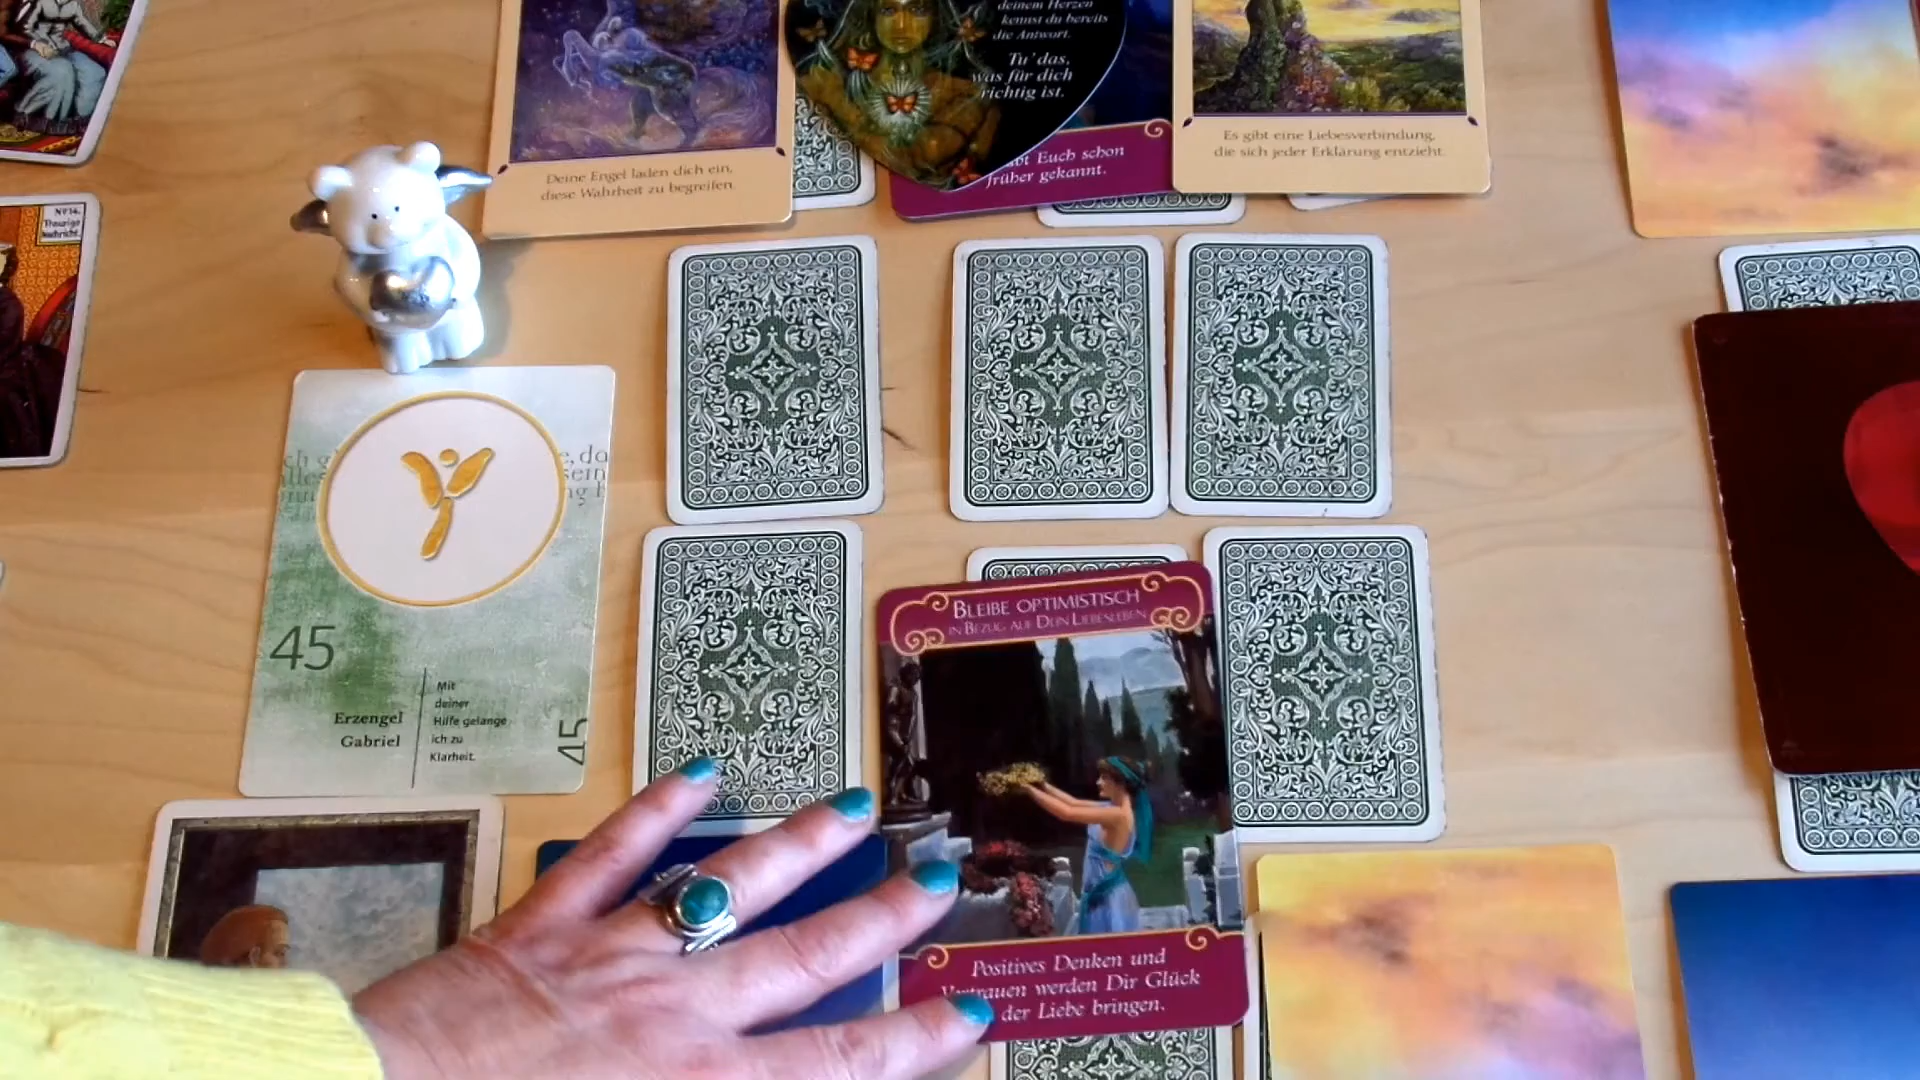 deinem Herzen
kennst du bereits
die Antwort.
Tu' das,
was für dich
richtig ist.
Es gibt eine Liebesverbindung,
die sich jeder Erklärung entzieht.
Euch schon
früher gekannt.
Deine Engel laden dich ein,
diese Wahrheit zu begreifen.
No 14.
Traurige
Nachricht.
45
Erzengel
Gabriel
Mit
deiner
Hilfe gelange
ich zu
Klarheit.
45
BLEIBE OPTIMISTISCH
IN BEZUG AUF DEIN LIEBESLEBEN
Positives Denken und
Vertrauen werden Dir Glück
der Liebe bringen.